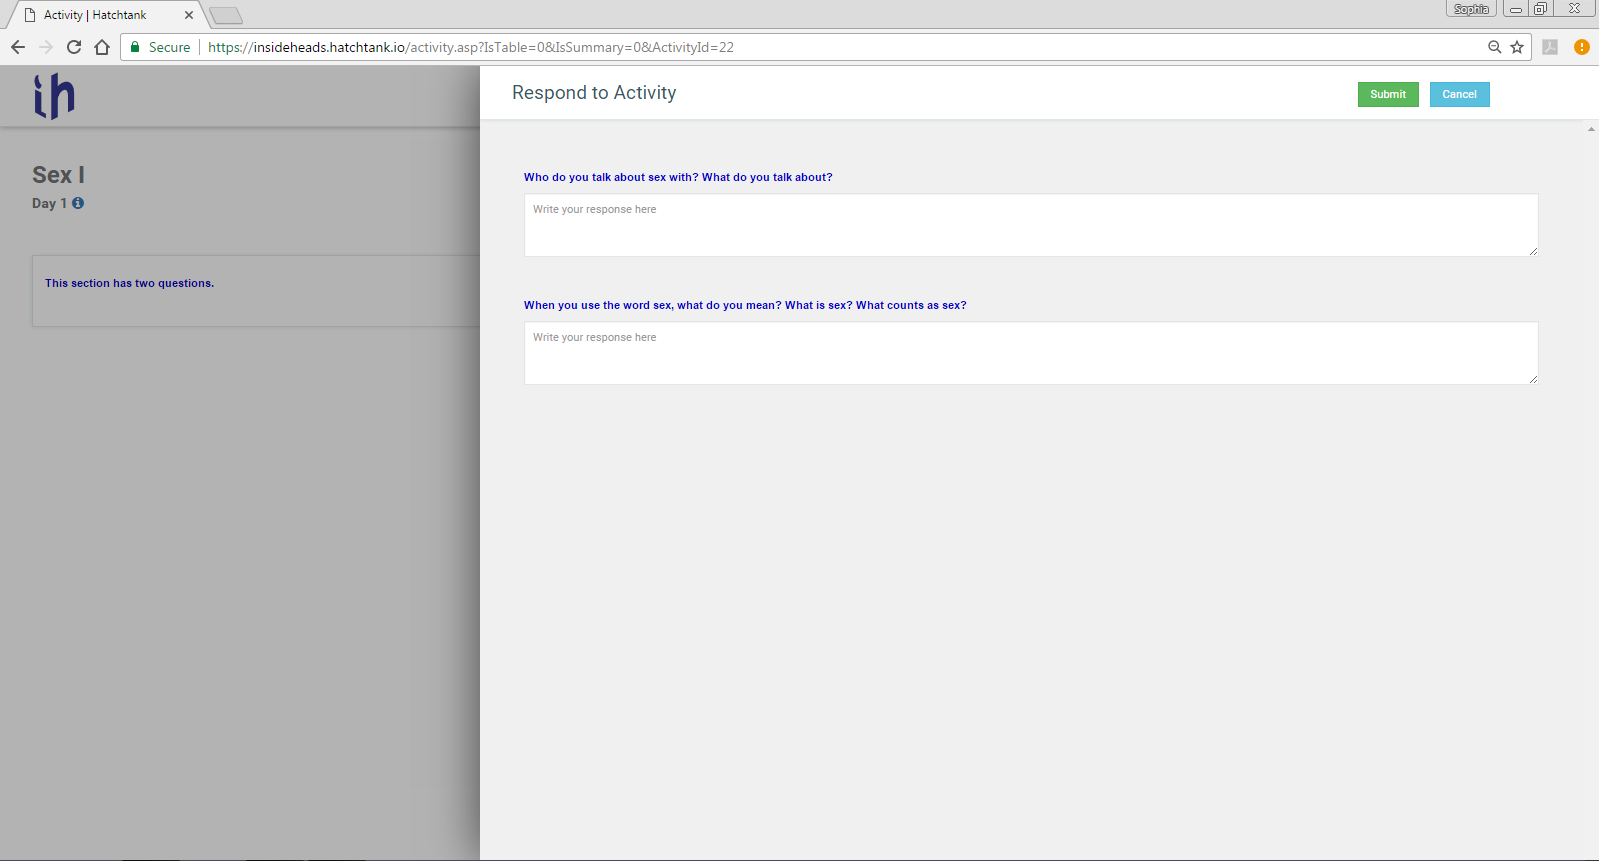 Activity | Hatchtank
Sophia
Secure
https://insideheads.hatchtank.io/activity.asp?IsTable=0&IsSummary=0&ActivityId=22
ih
Respond to Activity
Submit
Cancel
Sex I
Day 1
This section has two questions.
Who do you talk about sex with? What do you talk about?
Write your response here
When you use the word sex, what do you mean? What is sex? What counts as sex?
Write your response here